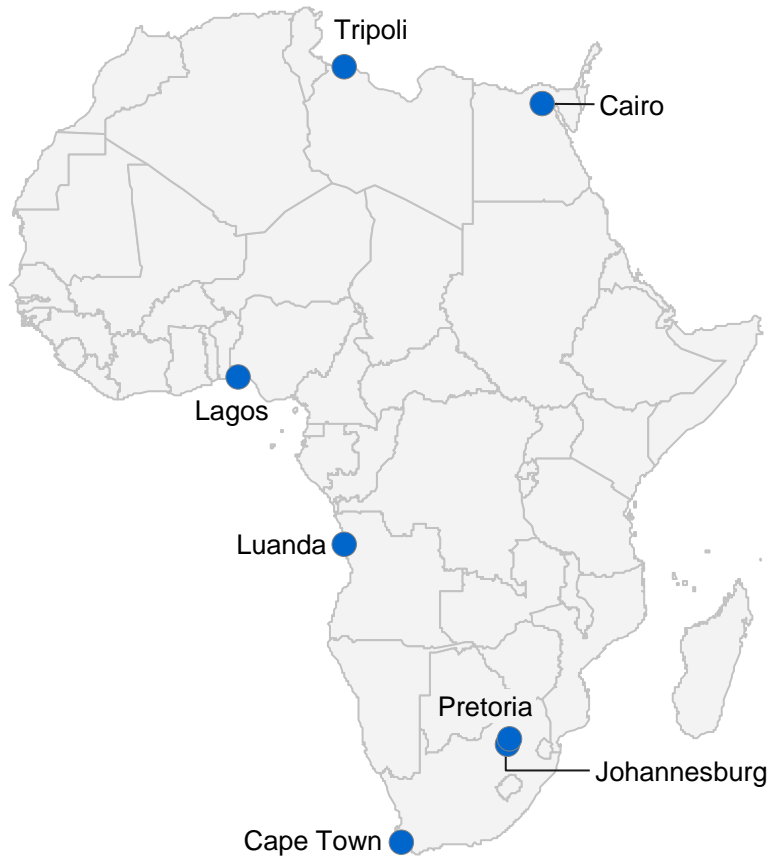 Tripoli
Cairo
Lagos
Luanda
Pretoria
Johannesburg
Cape Town